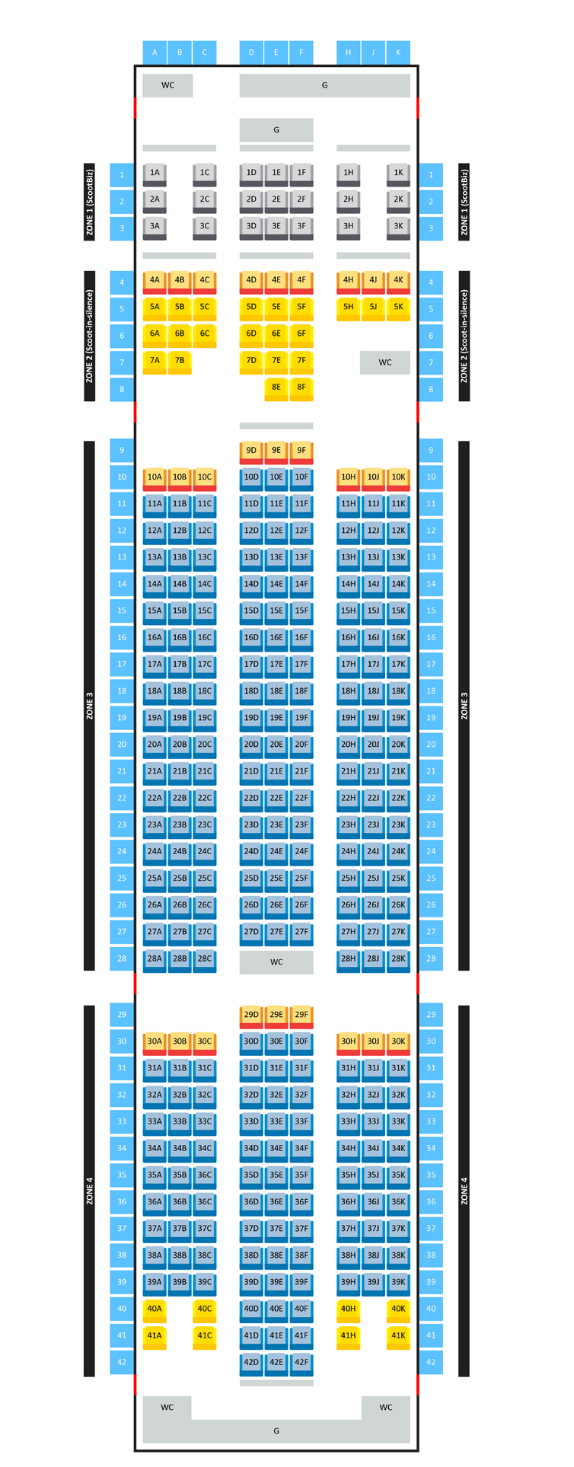 A B C D E F H J K
WC G
G
1 1A 1C 1D 1E 1F 1H 1K 1
2 2A 2C 2D 2E 2F 2H 2K 2
3 3A 3C 3D 3E 3F 3H 3K 3
ZONE 1 (ScootBiz)
ZONE 1 (ScootBiz)
4 4A 4B 4C 4D 4E 4F 4H 4J 4K 4
5 5A 5B 5C 5D 5E 5F 5H 5J 5K 5
6 6A 6B 6C 6D 6E 6F 6
7 7A 7B 7D 7E 7F WC 7
8 8E 8F 8
ZONE 2 (Scoot-in-silence)
ZONE 2 (Scoot-in-silence)
9 9D 9E 9F 9
10 10A 10B 10C 10D 10E 10F 10H 10J 10K 10
11 11A 11B 11C 11D 11E 11F 11H 11J 11K 11
12 12A 12B 12C 12D 12E 12F 12H 12J 12K 12
13 13A 13B 13C 13D 13E 13F 13H 13J 13K 13
14 14A 14B 14C 14D 14E 14F 14H 14J 14K 14
15 15A 15B 15C 15D 15E 15F 15H 15J 15K 15
16 16A 16B 16C 16D 16E 16F 16H 16J 16K 16
17 17A 17B 17C 17D 17E 17F 17H 17J 17K 17
18 18A 18B 18C 18D 18E 18F 18H 18J 18K 18
19 19A 19B 19C 19D 19E 19F 19H 19J 19K 19
20 20A 20B 20C 20D 20E 20F 20H 20J 20K 20
21 21A 21B 21C 21D 21E 21F 21H 21J 21K 21
22 22A 22B 22C 22D 22E 22F 22H 22J 22K 22
23 23A 23B 23C 23D 23E 23F 23H 23J 23K 23
24 24A 24B 24C 24D 24E 24F 24H 24J 24K 24
25 25A 25B 25C 25D 25E 25F 25H 25J 25K 25
26 26A 26B 26C 26D 26E 26F 26H 26J 26K 26
27 27A 27B 27C 27D 27E 27F 27H 27J 27K 27
28 28A 28B 28C WC 28H 28J 28K 28
ZONE 3
ZONE 3
29 29D 29E 29F 29
30 30A 30B 30C 30D 30E 30F 30H 30J 30K 30
31 31A 31B 31C 31D 31E 31F 31H 31J 31K 31
32 32A 32B 32C 32D 32E 32F 32H 32J 32K 32
33 33A 33B 33C 33D 33E 33F 33H 33J 33K 33
34 34A 34B 34C 34D 34E 34F 34H 34J 34K 34
35 35A 35B 36C 35D 35E 35F 35H 35J 35K 35
36 36A 36B 36C 36D 36E 36F 36H 36J 36K 36
37 37A 37B 37C 37D 37E 37F 37H 37J 37K 37
38 38A 38B 38C 38D 38E 38F 38H 38J 38K 38
39 39A 39B 39C 39D 39E 39F 39H 39J 39K 39
40 40A 40C 40D 40E 40F 40H 40K 40
41 41A 41C 41D 41E 41F 41H 41K 41
42 42D 42E 42F 42
ZONE 4
ZONE 4
WC WC
G